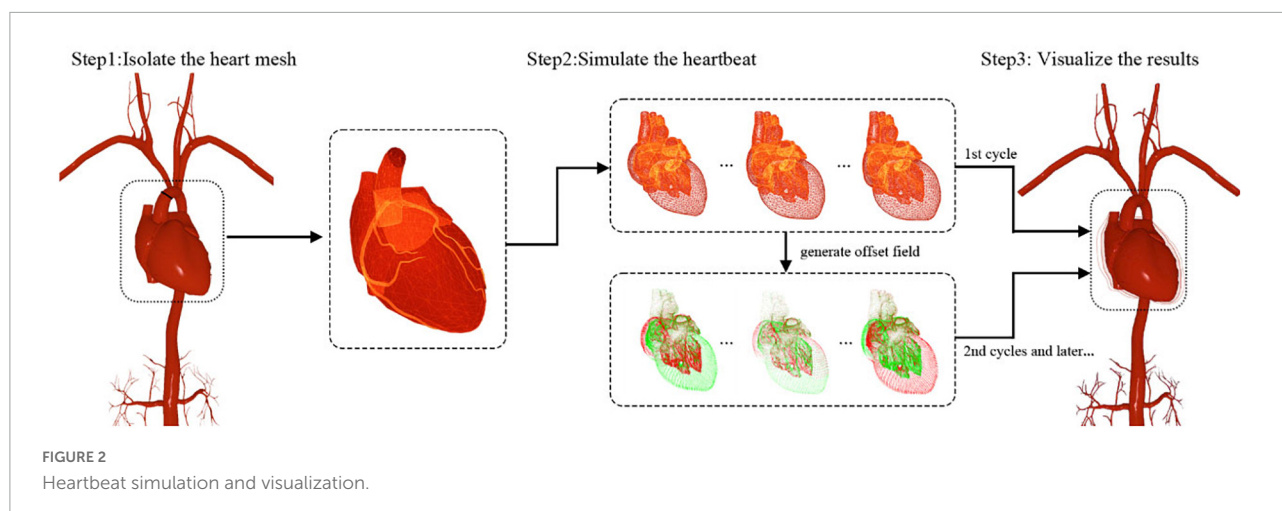 Step1:Isolate the heart mesh
Step2:Simulate the heartbeat
Step3: Visualize the results
...
...
1st cycle
generate offset field
...
...
2nd cycles and later...
FIGURE 2
Heartbeat simulation and visualization.